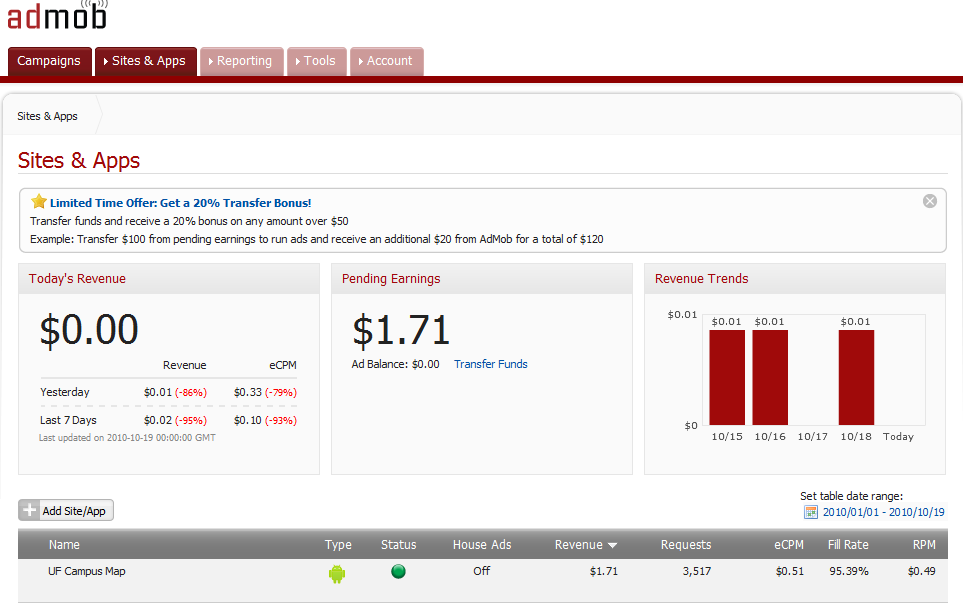 admob
Campaigns Sites & Apps Reporting Tools Account
Sites & Apps
Sites & Apps
Limited Time Offer: Get a 20% Transfer Bonus!
Transfer funds and receive a 20% bonus on any amount over $50
Example: Transfer $100 from pending earnings to run ads and receive an additional $20 from AdMob for a total of $120
Today's Revenue
$0.00
Revenue eCPM
Yesterday $0.01 (-86%) $0.33 (-79%)
Last 7 Days $0.02 (-95%) $0.10 (-93%)
Last updated on 2010-10-19 00:00:00 GMT
Pending Earnings
$1.71
Ad Balance: $0.00 Transfer Funds
Revenue Trends
$0.01 $0.01 $0.01 $0.01
$0
10/15 10/16 10/17 10/18 Today
Add Site/App
Set table date range:
2010/01/01 - 2010/10/19
Name Type Status House Ads Revenue Requests eCPM Fill Rate RPM
UF Campus Map Off $1.71 3,517 $0.51 95.39% $0.49